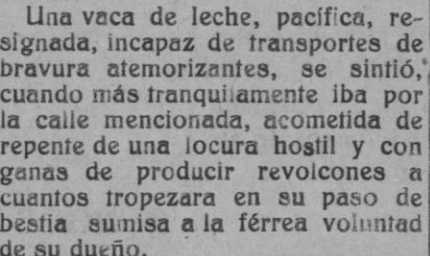 Una vaca de leche, pacífica, re-
signada, incapaz de transportes de
bravura atemorizantes, se sintió,
cuando más tranquilamente iba por
la calle mencionada, acometida de
repente de una locura hostil y con
ganas de producir revolcones a
cuantos tropezara en su paso de
bestia sumisa a la férrea voluntad
de su dueño.